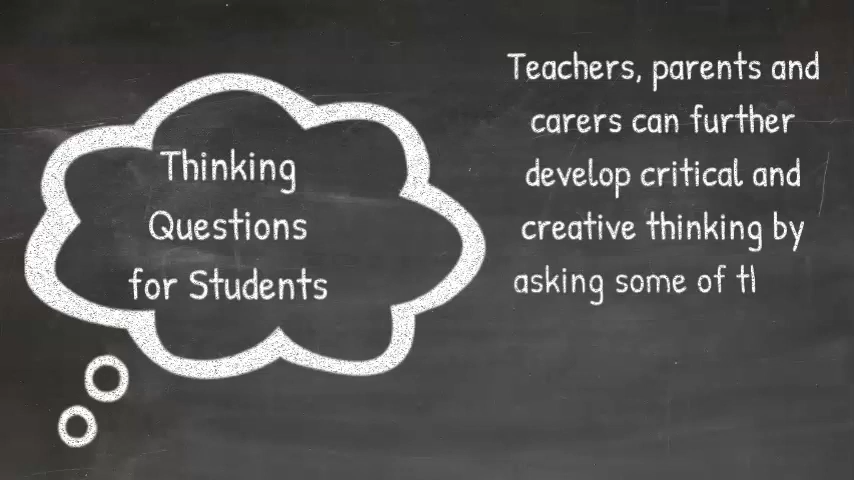 Thinking
Questions
for Students
Teachers, parents and
carers can further
develop critical and
creative thinking by
asking some of